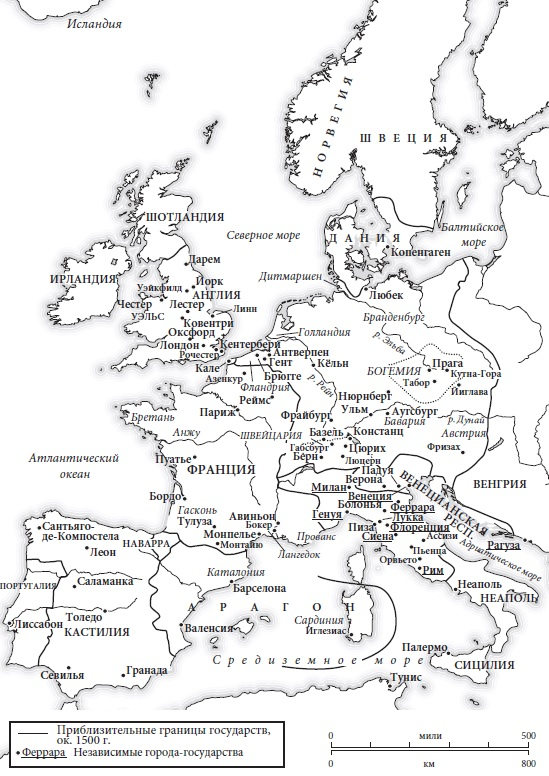 Исландия
НОРВЕГИЯ
ШВЕЦИЯ
ШОТЛАНДИЯ
Северное море
ДАНИЯ
Балтийское
море
Копенгаген
Дарем
ИРЛАНДИЯ
Дитмаршен
Уэйкфилд
Йорк
АНГЛИЯ
Любек
Честер
Лестер
Линн
УЭЛЬС
Бранденбург
Ковентри
Оксфорд
Голландия
р. Эльба
Лондон
Кентербери
Рочестер
Антверпен
Гент
Кёльн
Прага
Кале
БОГЕМИЯ
Кутна-Гора
Азенкур
Брюгге
р. Рейн
Табор
Фландрия
Йиглава
Реймс
Нюрнберг
Париж
Ульм
Аугсбург
Бретань
Фрайбург
Бавария
р. Дунай
Анжу
ШВЕЙЦАРИЯ
Базель
Констанц
Австрия
Габсбург
Цюрих
Фризах
Атлантический
океан
Пуатье
Берн
Люцерн
ФРАНЦИЯ
Падуя
Верона
ВЕНГРИЯ
Милан
ВЕНЕЦИАНСКАЯ
РЕСП.
Бордо
Венеция
Болонья
Феррара
Гасконь
Авиньон
Генуя
Лукка
Сантьяго-
де-Компостела
Тулуза
Бокер
Пиза
Флоренция
Монпелье
Прованс
Сиена
Ассизи
НАВАРРА
Монтайю
Рагуза
Леон
Лангедок
Пьенца
Адриатическое море
Орвьето
Каталония
Рим
ПОРТУГАЛИЯ
Саламанка
Барселона
Неаполь
НЕАПОЛЬ
АРАГОН
Толедо
Сардиния
Лиссабон
КАСТИЛИЯ
Валенсия
Иглезиас
Палермо
Средиземное море
СИЦИЛИЯ
Севилья
Гранада
Тунис
Приблизительные границы государств,
ок. 1500 г.
Феррара Независимые города-государства
0 мили 500
0 км 800